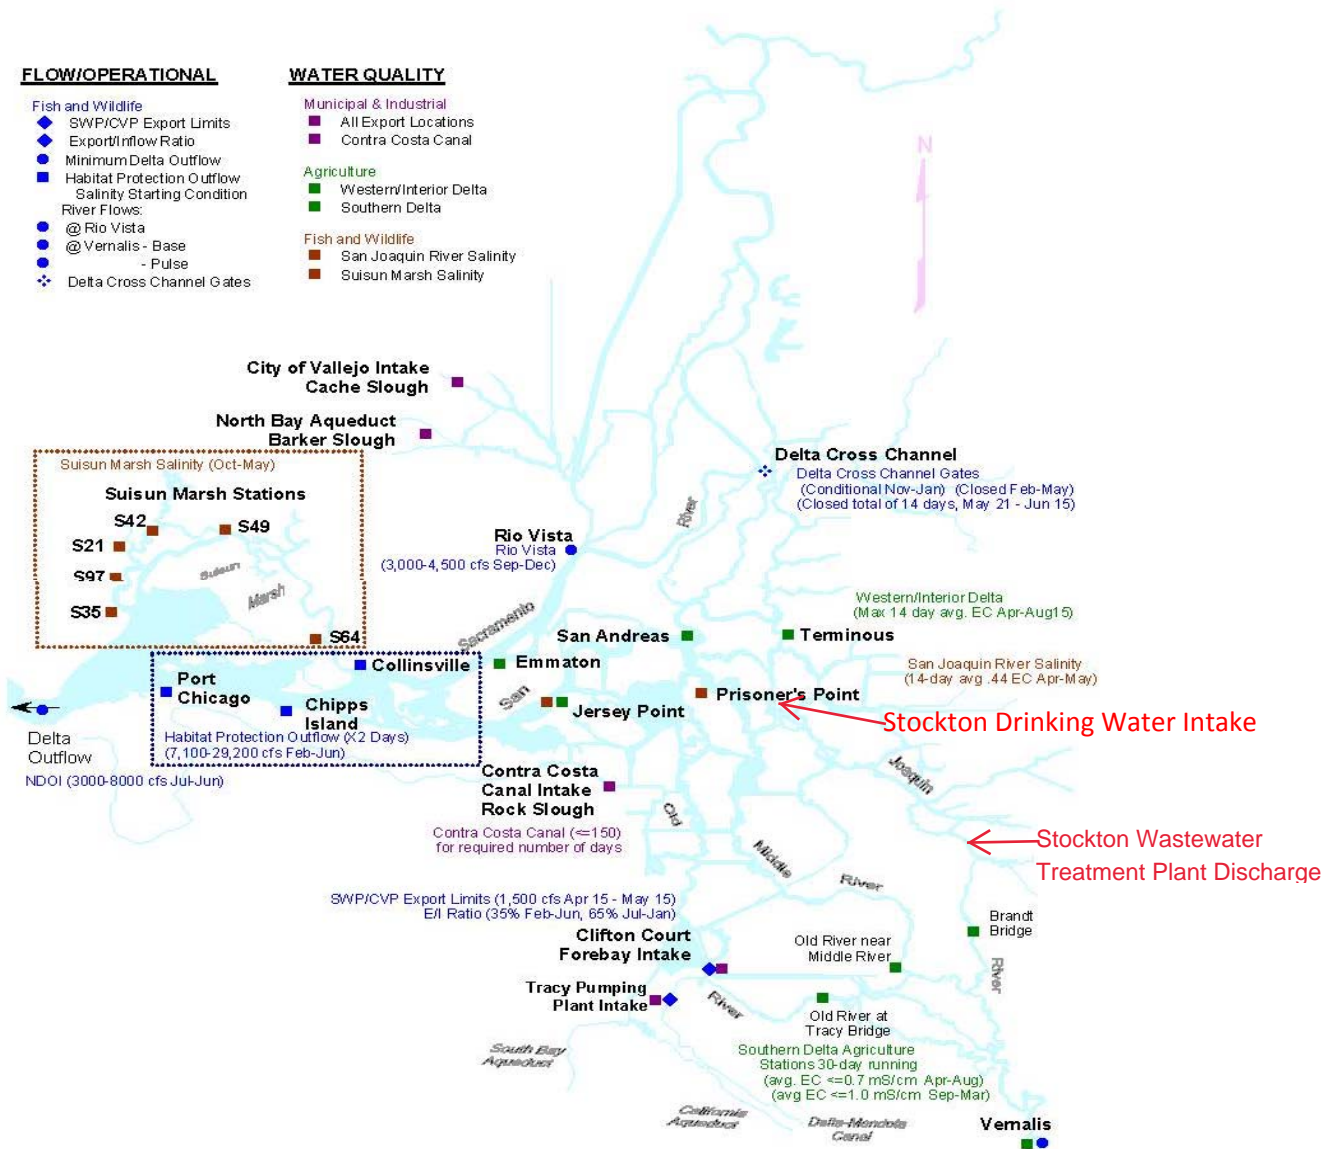 FLOW/OPERATIONAL
Fish and Wildlife
SWP/CVP Export Limits
Export/Inflow Ratio
Minimum Delta Outflow
Habitat Protection Outflow
Salinity Starting Condition
River Flows:
@ Rio Vista
@ Vernalis - Base
- Pulse
Delta Cross Channel Gates
WATER QUALITY
Municipal & Industrial
All Export Locations
Contra Costa Canal
Agriculture
Western/Interior Delta
Southern Delta
Fish and Wildlife
San Joaquin River Salinity
Suisun Marsh Salinity
N
City of Vallejo Intake
Cache Slough
North Bay Aqueduct
Barker Slough
Delta Cross Channel
Delta Cross Channel Gates
(Conditional Nov-Jan) (Closed Feb-May)
(Closed total of 14 days, May 21 - Jun 15)
Suisun Marsh Salinity (Oct-May)
Suisun Marsh Stations
S42
S49
S21
S97
S35
S64
Suisun
Marsh
River
Rio Vista
Rio Vista
(3,000-4,500 cfs Sep-Dec)
Sacramento
Western/Interior Delta
(Max 14 day avg. EC Apr-Aug15)
San Andreas
Terminous
Collinsville
Emmaton
San Joaquin River Salinity
(14-day avg .44 EC Apr-May)
Port
Chicago
Chipps
Island
San
Jersey Point
Prisoner's Point
Stockton Drinking Water Intake
Habitat Protection Outflow (X2 Days)
(7,100-29,200 cfs Feb-Jun)
Delta
Outflow
NDOI (3000-8000 cfs Jul-Jun)
Contra Costa
Canal Intake
Rock Slough
Contra Costa Canal (<=150)
for required number of days
Joaquin
Old
Middle
River
Stockton Wastewater
Treatment Plant Discharge
SWP/CVP Export Limits (1,500 cfs Apr 15 - May 15)
E/I Ratio (35% Feb-Jun, 65% Jul-Jan)
Clifton Court
Forebay Intake
Old River near
Middle River
Brandt
Bridge
River
Tracy Pumping
Plant Intake
River
Old River at
Tracy Bridge
South Bay
Aqueduct
Southern Delta Agriculture
Stations 30-day running
(avg. EC <=0.7 mS/cm Apr-Aug)
(avg EC <=1.0 mS/cm Sep-Mar)
California
Aqueduct
Delta-Mendota
Canal
Vernalis